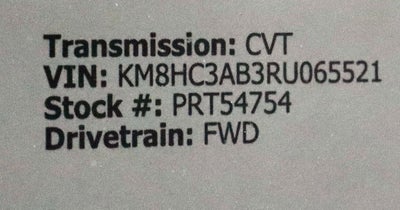 Transmission: CVT
VIN: KM8HC3AB3RU065521
Stock #: PRT54754
Drivetrain: FWD